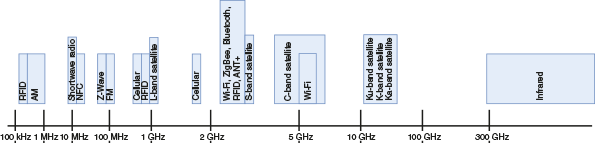 RFID
AM
Shortwave radio
NFC
Z-Wave
FM
Cellular
RFID
L-band satellite
Cellular
Wi-Fi, ZigBee, Bluetooth,
RFID, ANT+
S-band satellite
C-band satellite
Wi-Fi
Ku-band satellite
K-band satellite
Ka-band satellite
Infrared
100 kHz
1 MHz
10 MHz
100 MHz
1 GHz
2 GHz
5 GHz
10 GHz
100 GHz
300 GHz